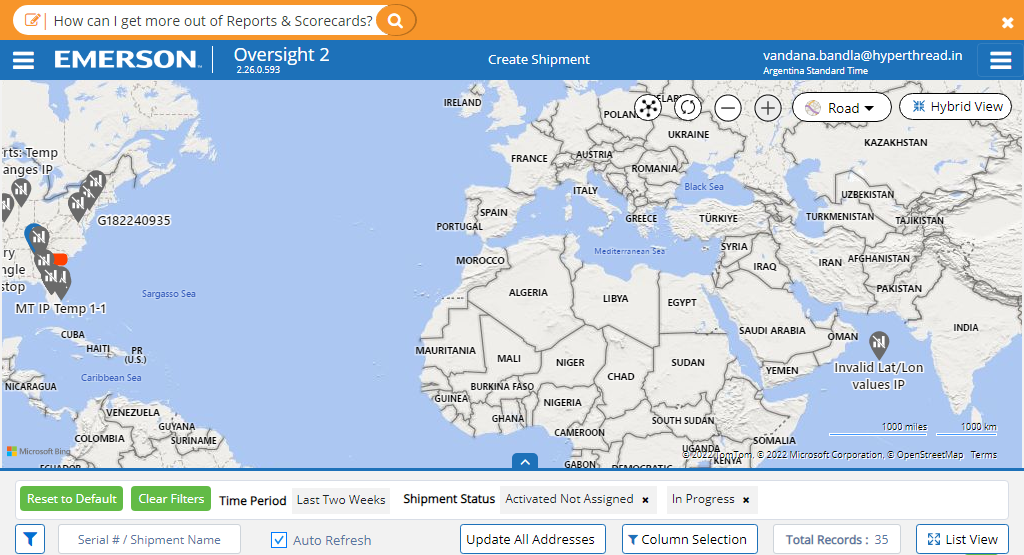 How can I get more out of Reports & Scorecards?
EMERSON
Oversight 2
2.26.0.593
Create Shipment
vandana.bandla@hyperthread.in
Argentina Standard Time
IRELAND
POLAN
ELAR
Road
Hybrid View
UKRAINE
KAZAKHSTAN
rts: Temp
anges IP
FRANCE
AUSTRIA
ROMANIA
ITALY
Black Sea
UZBEKISTAN
G182240935
SPAIN
PORTUGAL
GREECE
TÜRKIYE
TURKMENISTAN
TAJIKISTAN
ry
ngle
stop
MOROCCO
Mediterranean Sea
SYRIA
IRAQ
IRAN
AFGHANISTAN
PAKISTAN
Sargasso Sea
MT IP Temp 1-1
ALGERIA
LIBYA
EGYPT
CUBA
HAITI
PR
(U.S.)
SAUDI ARABIA
OMAN
INDIA
Caribbean Sea
NICARAGUA
MAURITANIA
MALI
NIGER
CHAD
SUDAN
YEMEN
Invalid Lat/Lon
values IP
BURKINA FASO
GUINEA
NIGERIA
GHANA
VENEZUELA
GUYANA
COLOMBIA
SURINAME
CAMEROON
SOUTH SUDAN
SOMALIA
1000 miles
1000 km
Microsoft Bing
ECUADOR
GABON
DEMOCRATIC
UGANDA
KENYA
© 2022 TomTom, © 2022 Microsoft Corporation, © OpenStreetMap Terms
Reset to Default
Clear Filters
Time Period
Last Two Weeks
Shipment Status
Activated Not Assigned ×
In Progress ×
Serial # / Shipment Name
Auto Refresh
Update All Addresses
Column Selection
Total Records : 35
List View